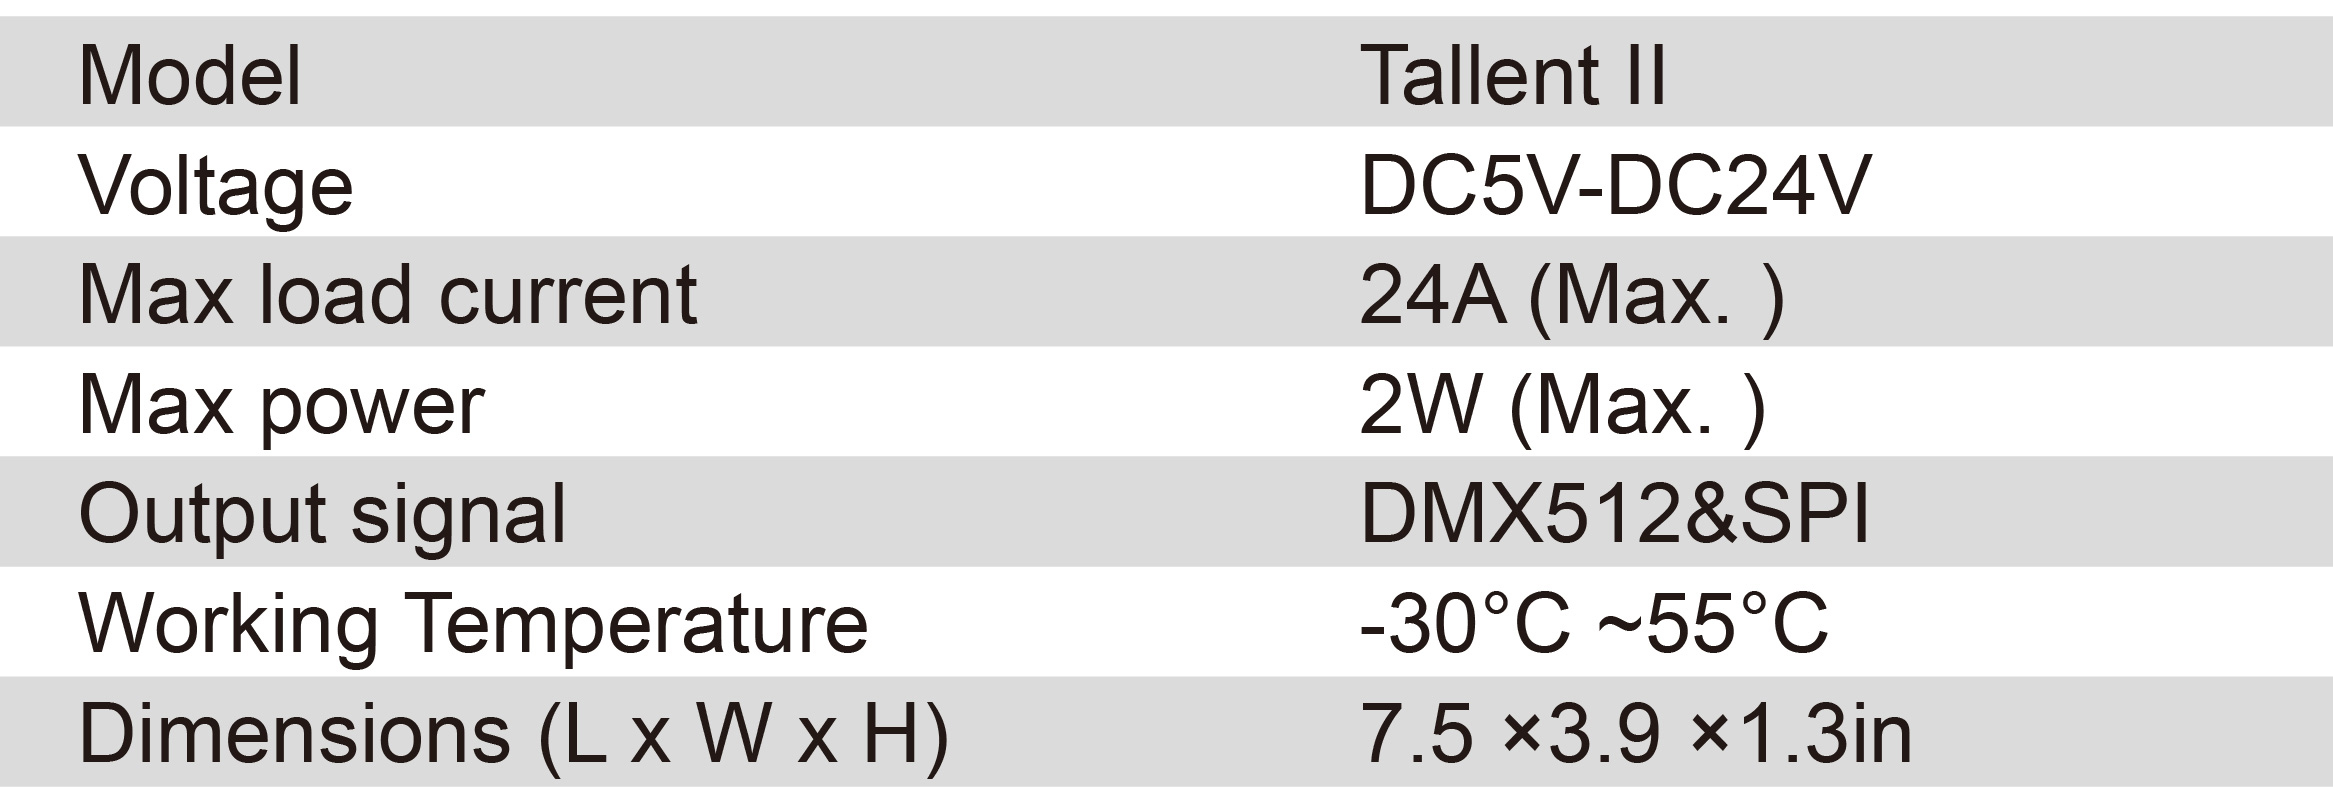 Model Tallent II
Voltage DC5V-DC24V
Max load current 24A (Max. )
Max power 2W (Max. )
Output signal DMX512&SPI
Working Temperature -30°C ~55°C
Dimensions (L x W x H) 7.5 ×3.9 ×1.3in